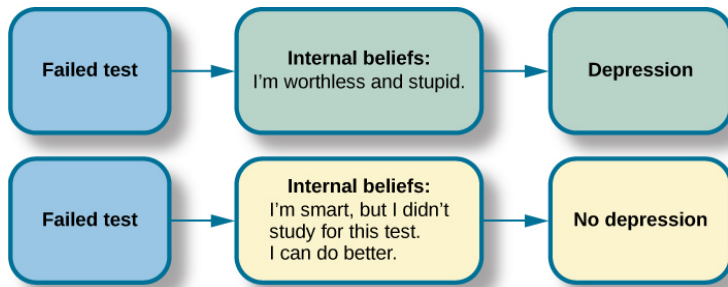 Failed test
Internal beliefs:
I'm worthless and stupid.
Depression
Failed test
Internal beliefs:
I'm smart, but I didn't
study for this test.
I can do better.
No depression